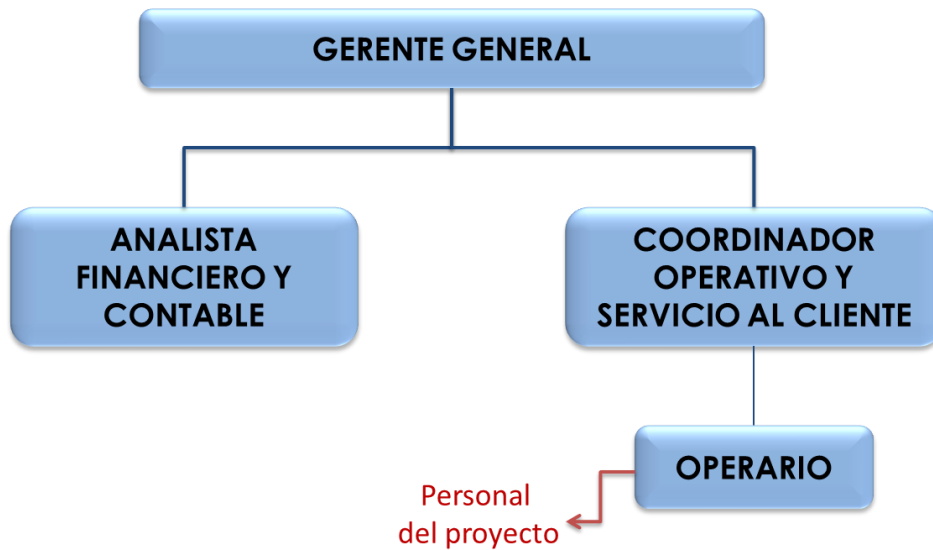 GERENTE GENERAL
ANALISTA
FINANCIERO Y
CONTABLE
COORDINADOR
OPERATIVO Y
SERVICIO AL CLIENTE
OPERARIO
Personal
del proyecto